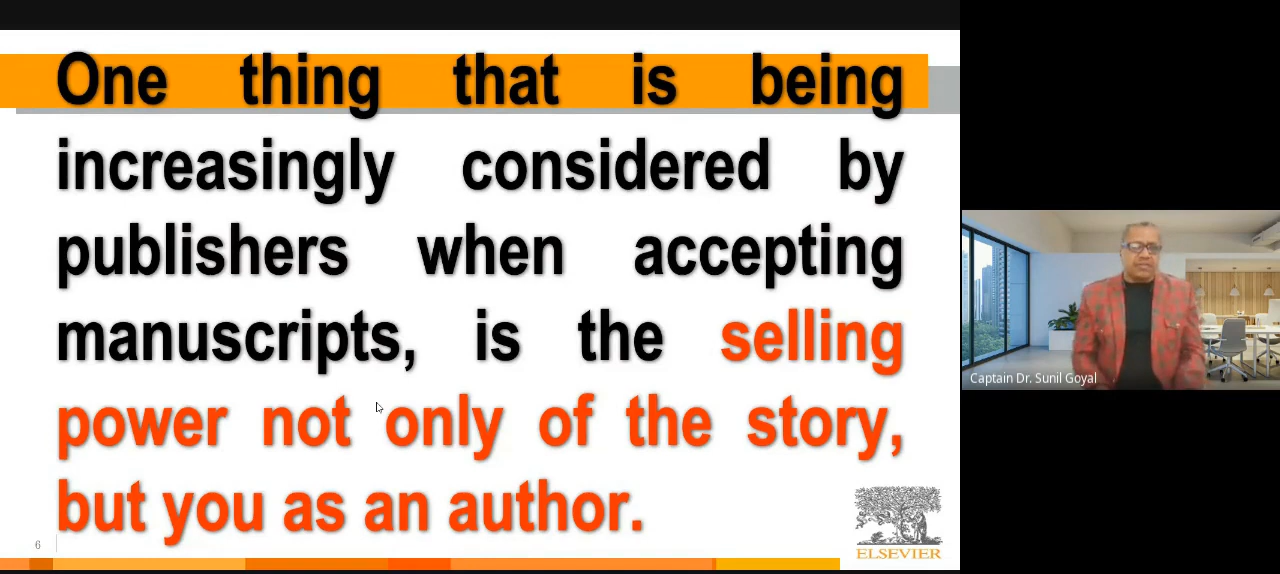 One thing that is being
increasingly considered by
publishers when accepting
manuscripts, is the selling
power not only of the story,
but you as an author.
6
ELSEVIER
Captain Dr. Sunil Goyal